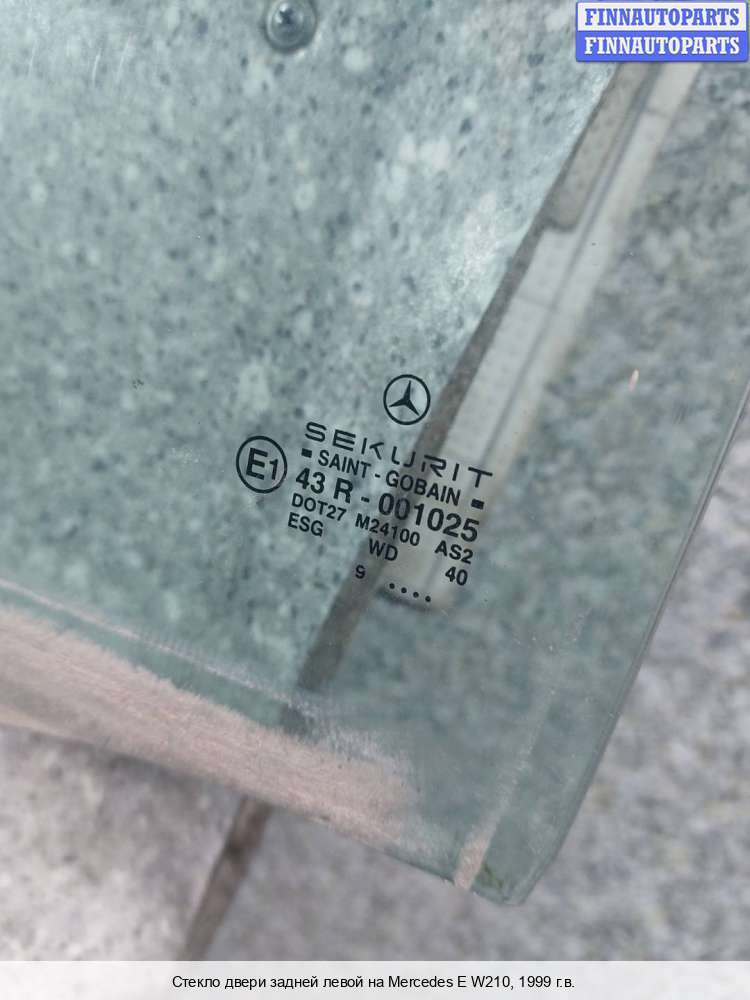 FINNAUTOPARTS
FINNAUTOPARTS
SEKURIT
SAINT - GOBAIN
E1
43 R - 001025
DOT27 M24100 AS2
ESG WD 40
9 ....
Стекло двери задней левой на Mercedes E W210, 1999 г.в.